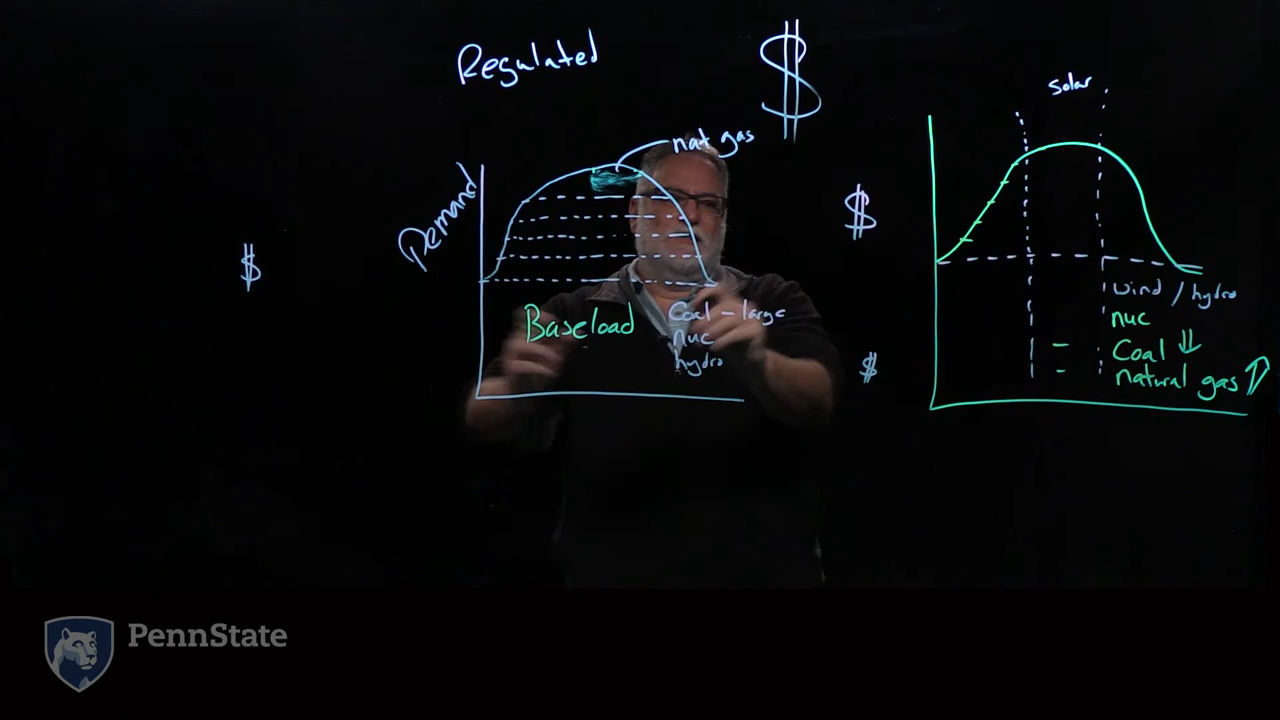 Regulated
$
nat gas
Demand
$
Baseload
Coal - large
nuc
hydro
$
$
solar
wind / hydro
nuc
- Coal ⇓
- natural gas ⇑
PennState